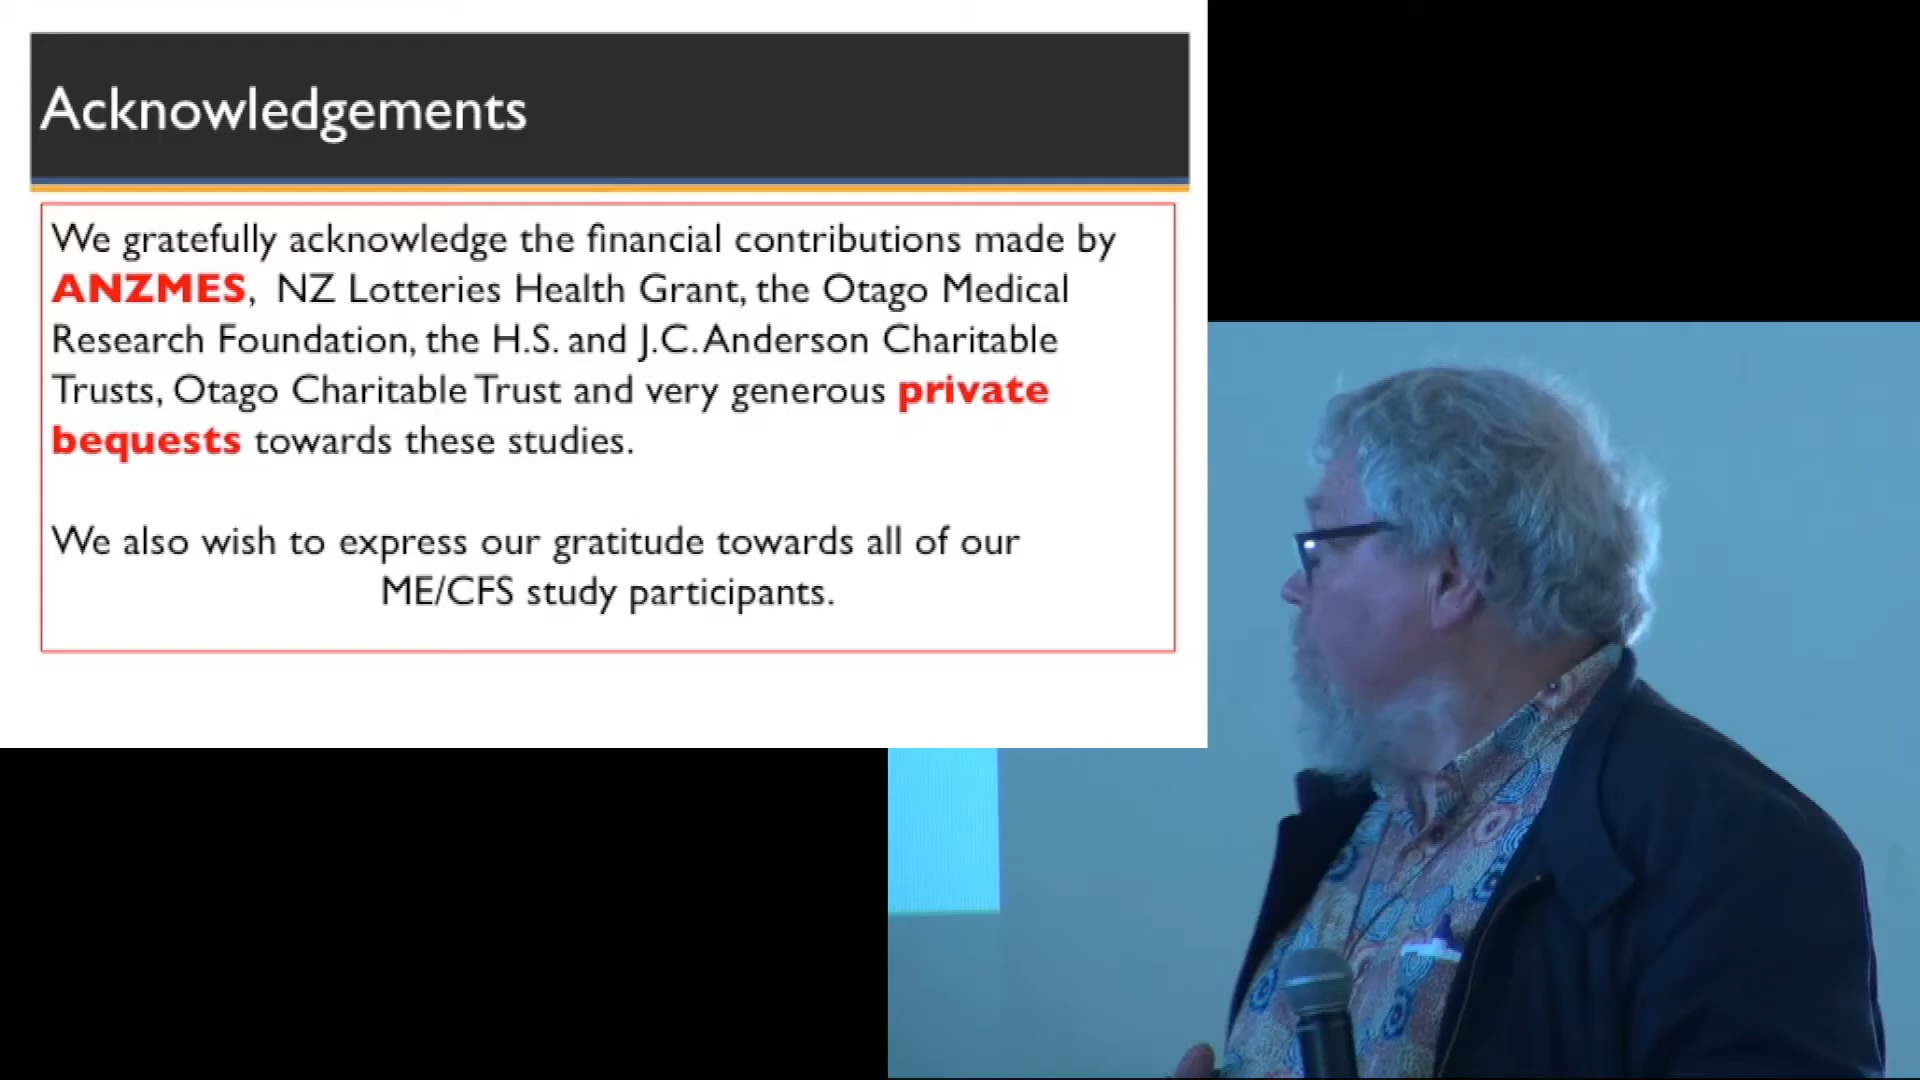 Acknowledgements
We gratefully acknowledge the financial contributions made by
ANZMES, NZ Lotteries Health Grant, the Otago Medical
Research Foundation, the H.S. and J.C. Anderson Charitable
Trusts, Otago Charitable Trust and very generous private
bequests towards these studies.
We also wish to express our gratitude towards all of our
ME/CFS study participants.